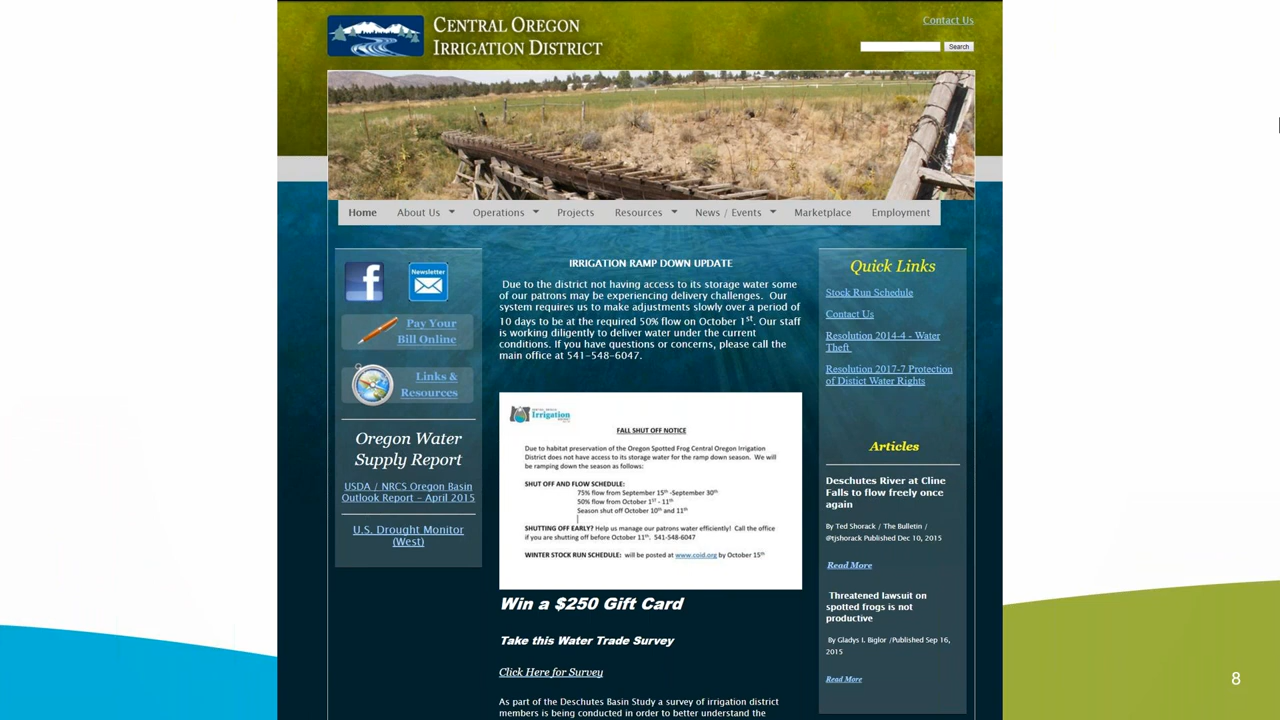 CENTRAL OREGON
IRRIGATION DISTRICT
Contact Us
Search
Home
About Us
Operations
Projects
Resources
News / Events
Marketplace
Employment
Newsletter
Pay Your
Bill Online
Links &
Resources
Oregon Water
Supply Report
USDA / NRCS Oregon Basin
Outlook Report - April 2015
U.S. Drought Monitor
(West)
IRRIGATION RAMP DOWN UPDATE
Due to the district not having access to its storage water some
of our patrons may be experiencing delivery challenges. Our
system requires us to make adjustments slowly over a period of
10 days to be at the required 50% flow on October 1st. Our staff
is working diligently to deliver water under the current
conditions. If you have questions or concerns, please call the
main office at 541-548-6047.
Irrigation
FALL SHUT OFF NOTICE
Due to habitat preservation of the Oregon Spotted Frog Central Oregon Irrigation
District does not have access to its storage water for the ramp down season. We will
be ramping down the season as follows:
SHUT OFF AND FLOW SCHEDULE:
75% flow from September 15th -September 30th
50% flow from October 1ST - 11th
Season shut off October 10th and 11th
SHUTTING OFF EARLY? Help us manage our patrons water efficiently! Call the office
if you are shutting off before October 11th. 541-548-6047
WINTER STOCK RUN SCHEDULE: will be posted at www.coid.org by October 15th
Win a $250 Gift Card
Take this Water Trade Survey
Click Here for Survey
As part of the Deschutes Basin Study a survey of irrigation district
members is being conducted in order to better understand the
Quick Links
Stock Run Schedule
Contact Us
Resolution 2014-4 - Water
Theft
Resolution 2017-7 Protection
of Distict Water Rights
Articles
Deschutes River at Cline
Falls to flow freely once
again
By Ted Shorack / The Bulletin /
@tjshorack Published Dec 10, 2015
Read More
Threatened lawsuit on
spotted frogs is not
productive
By Gladys I. Biglor /Published Sep 16,
2015
Read More
8